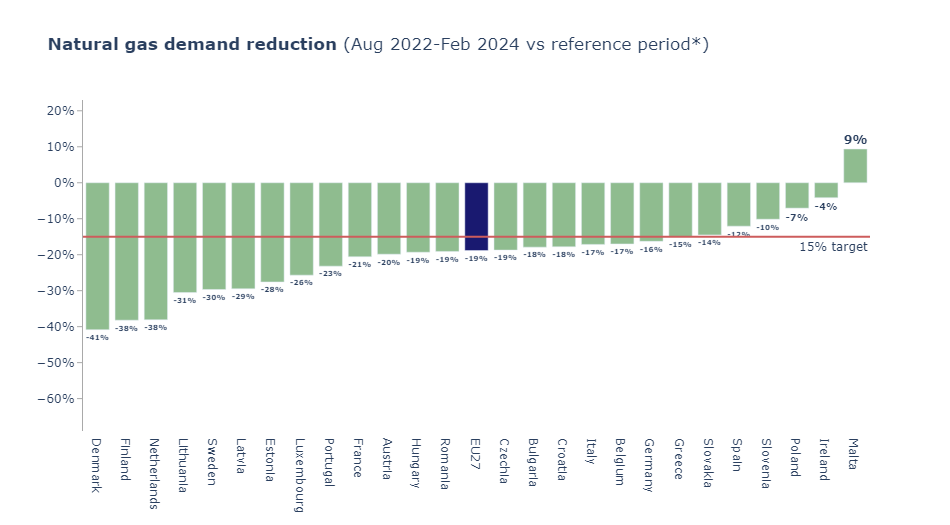 Natural gas demand reduction (Aug 2022-Feb 2024 vs reference period*)
20%
10%
0%
−10%
−20%
−30%
−40%
−50%
−60%
-41%
-38%
-38%
-31%
-30%
-29%
-28%
-26%
-23%
-21%
-20%
-19%
-19%
-19%
-19%
-18%
-18%
-17%
-17%
-16%
-15%
-14%
-12%
-10%
-7%
-4%
9%
15% target
Denmark
Finland
Netherlands
Lithuania
Sweden
Latvia
Estonia
Luxembourg
Portugal
France
Austria
Hungary
Romania
EU27
Czechia
Bulgaria
Croatia
Italy
Belgium
Germany
Greece
Slovakia
Spain
Slovenia
Poland
Ireland
Malta